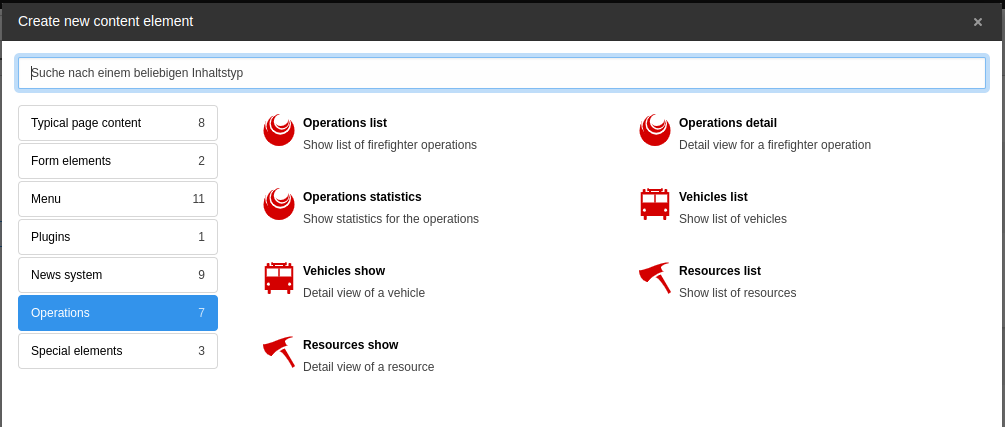 Create new content element
×
Suche nach einem beliebigen Inhaltstyp
Typical page content 8
Form elements 2
Menu 11
Plugins 1
News system 9
Operations 7
Special elements 3
Operations list
Show list of firefighter operations
Operations detail
Detail view for a firefighter operation
Operations statistics
Show statistics for the operations
Vehicles list
Show list of vehicles
Vehicles show
Detail view of a vehicle
Resources list
Show list of resources
Resources show
Detail view of a resource